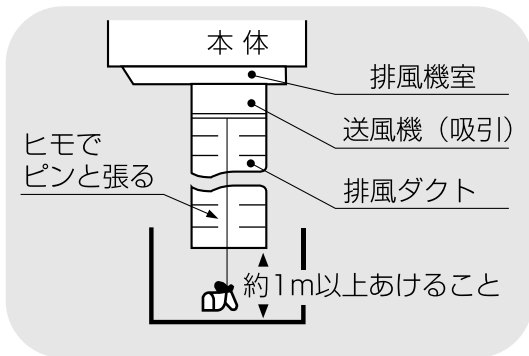 本体
排風機室
送風機（吸引）
ヒモで
ピンと張る
排風ダクト
約1m以上あけること